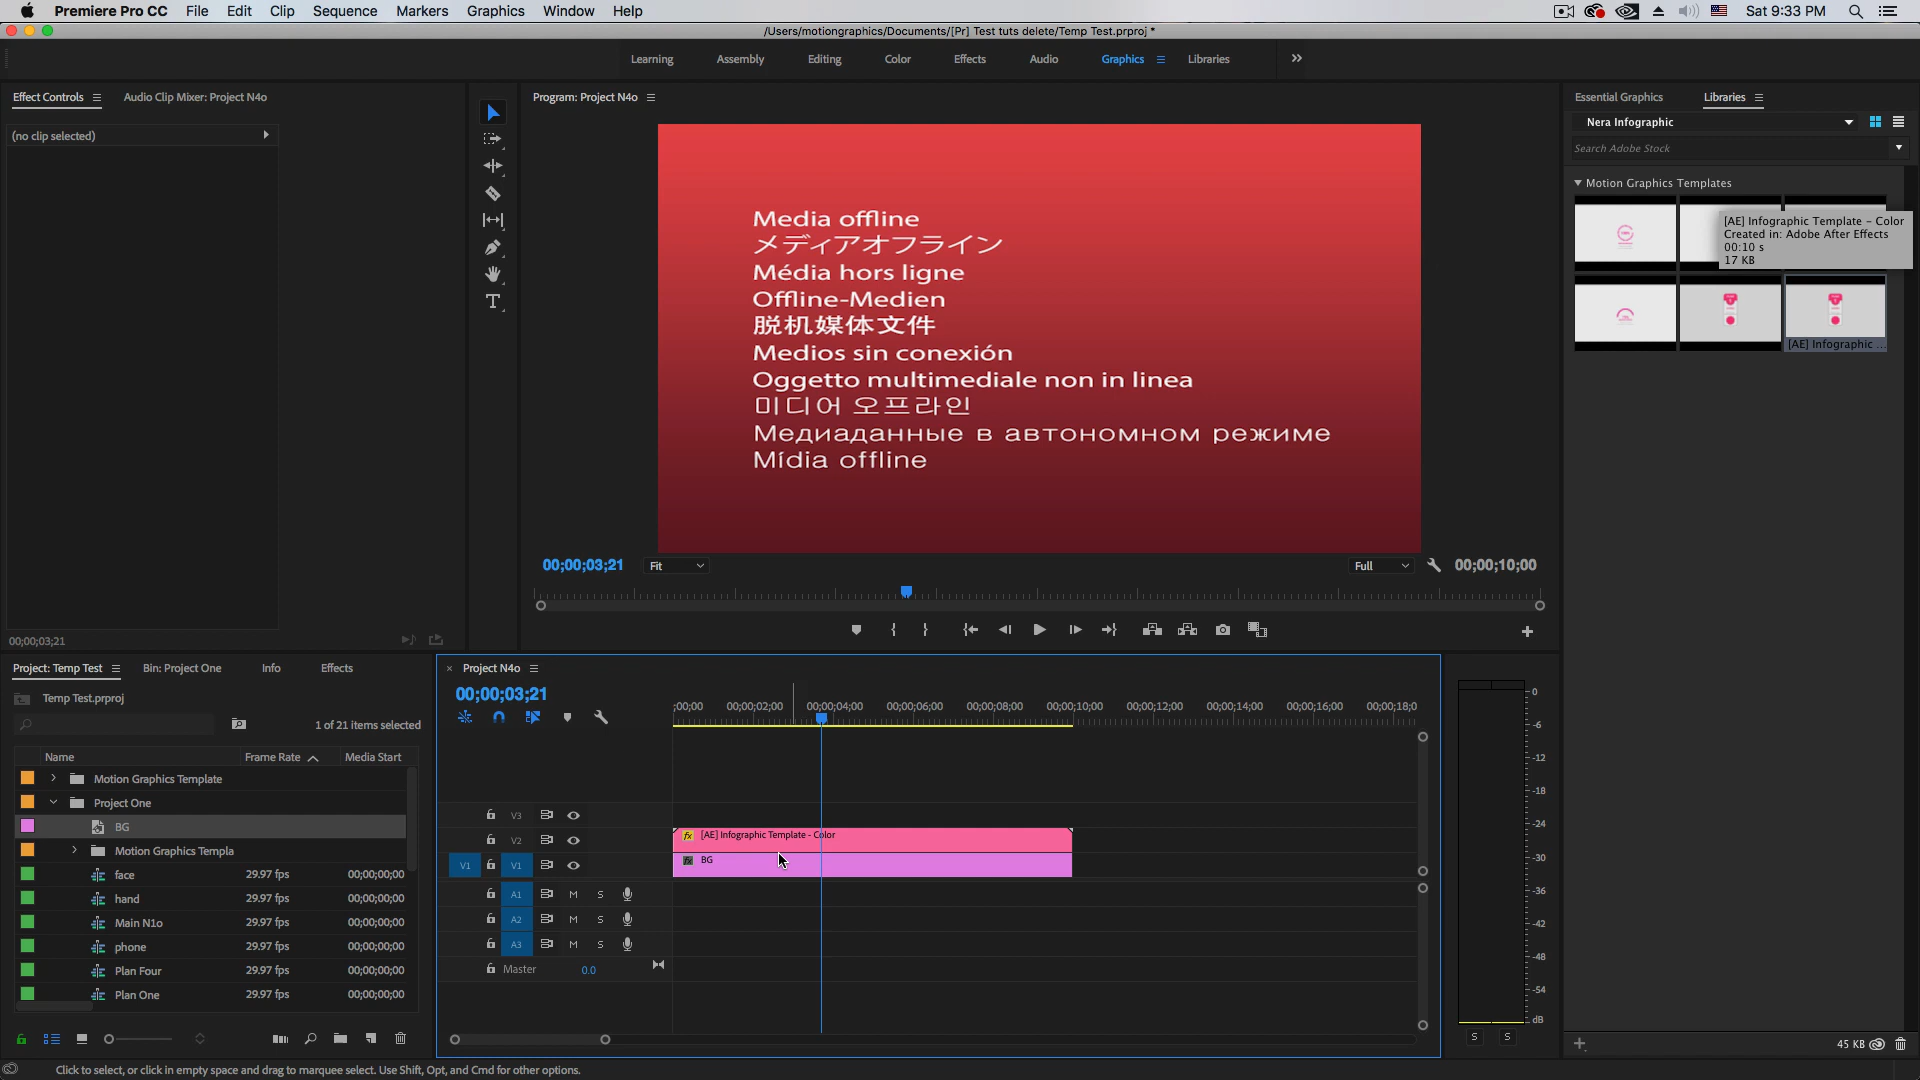 Premiere Pro CC File Edit Clip Sequence Markers Graphics Window Help Sat 9:33 PM
/Users/motiongraphics/Documents/[Pr] Test tuts delete/Temp Test.prproj *
Learning Assembly Editing Color Effects Audio Graphics Libraries
Effect Controls Audio Clip Mixer: Project N4o
(no clip selected)
00;00;03;21
Program: Project N4o
Media offline
メディアオフライン
Média hors ligne
Offline-Medien
脱机媒体文件
Medios sin conexión
Oggetto multimediale non in linea
미디어 오프라인
Медиаданные в автономном режиме
Mídia offline
00;00;03;21 Fit Full 00;00;10;00
Essential Graphics Libraries
Nera Infographic
Search Adobe Stock
Motion Graphics Templates
[AE] Infographic Template - Color
Created in: Adobe After Effects
00:10 s
17 KB
[AE] Infographic ...
45 KB
Project: Temp Test Bin: Project One Info Effects
Temp Test.prproj
1 of 21 items selected
Name Frame Rate Media Start
Motion Graphics Template
Project One
BG
Motion Graphics Templa
face 29.97 fps 00;00;00;00
hand 29.97 fps 00;00;00;00
Main N1o 29.97 fps 00;00;00;00
phone 29.97 fps 00;00;00;00
Plan Four 29.97 fps 00;00;00;00
Plan One 29.97 fps 00;00;00;00
× Project N4o
00;00;03;21
;00;00 00;00;02;00 00;00;04;00 00;00;06;00 00;00;08;00 00;00;10;00 00;00;12;00 00;00;14;00 00;00;16;00 00;00;18;0
V3
V2 fx [AE] Infographic Template - Color
V1 V1 fx BG
A1 M S
A2 M S
A3 M S
Master 0.0
0
-6
-12
-18
-24
-30
-36
-42
-48
-54
dB
S S
Click to select, or click in empty space and drag to marquee select. Use Shift, Opt, and Cmd for other options.